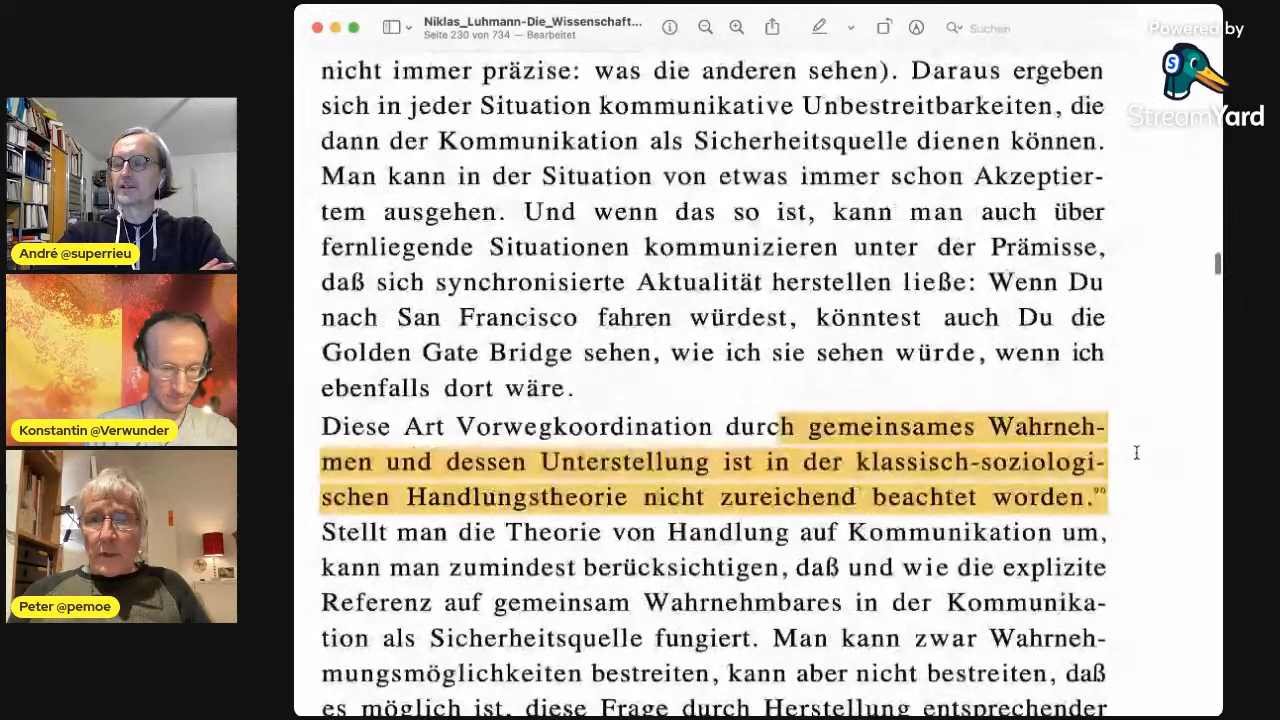 Niklas_Luhmann-Die_Wissenschaft...
Seite 230 von 734 — Bearbeitet
Suchen
Powered by
S
StreamYard
nicht immer präzise: was die anderen sehen). Daraus ergeben
sich in jeder Situation kommunikative Unbestreitbarkeiten, die
dann der Kommunikation als Sicherheitsquelle dienen können.
Man kann in der Situation von etwas immer schon Akzeptier-
tem ausgehen. Und wenn das so ist, kann man auch über
fernliegende Situationen kommunizieren unter der Prämisse,
daß sich synchronisierte Aktualität herstellen ließe: Wenn Du
nach San Francisco fahren würdest, könntest auch Du die
Golden Gate Bridge sehen, wie ich sie sehen würde, wenn ich
ebenfalls dort wäre.
Diese Art Vorwegkoordination durch gemeinsames Wahrneh-
men und dessen Unterstellung ist in der klassisch-soziologi-
schen Handlungstheorie nicht zureichend beachtet worden.⁹⁰
Stellt man die Theorie von Handlung auf Kommunikation um,
kann man zumindest berücksichtigen, daß und wie die explizite
Referenz auf gemeinsam Wahrnehmbares in der Kommunika-
tion als Sicherheitsquelle fungiert. Man kann zwar Wahrneh-
mungsmöglichkeiten bestreiten, kann aber nicht bestreiten, daß
es möglich ist, diese Frage durch Herstellung entsprechender
André @superrieu
Konstantin @Verwunder
Peter @pemoe